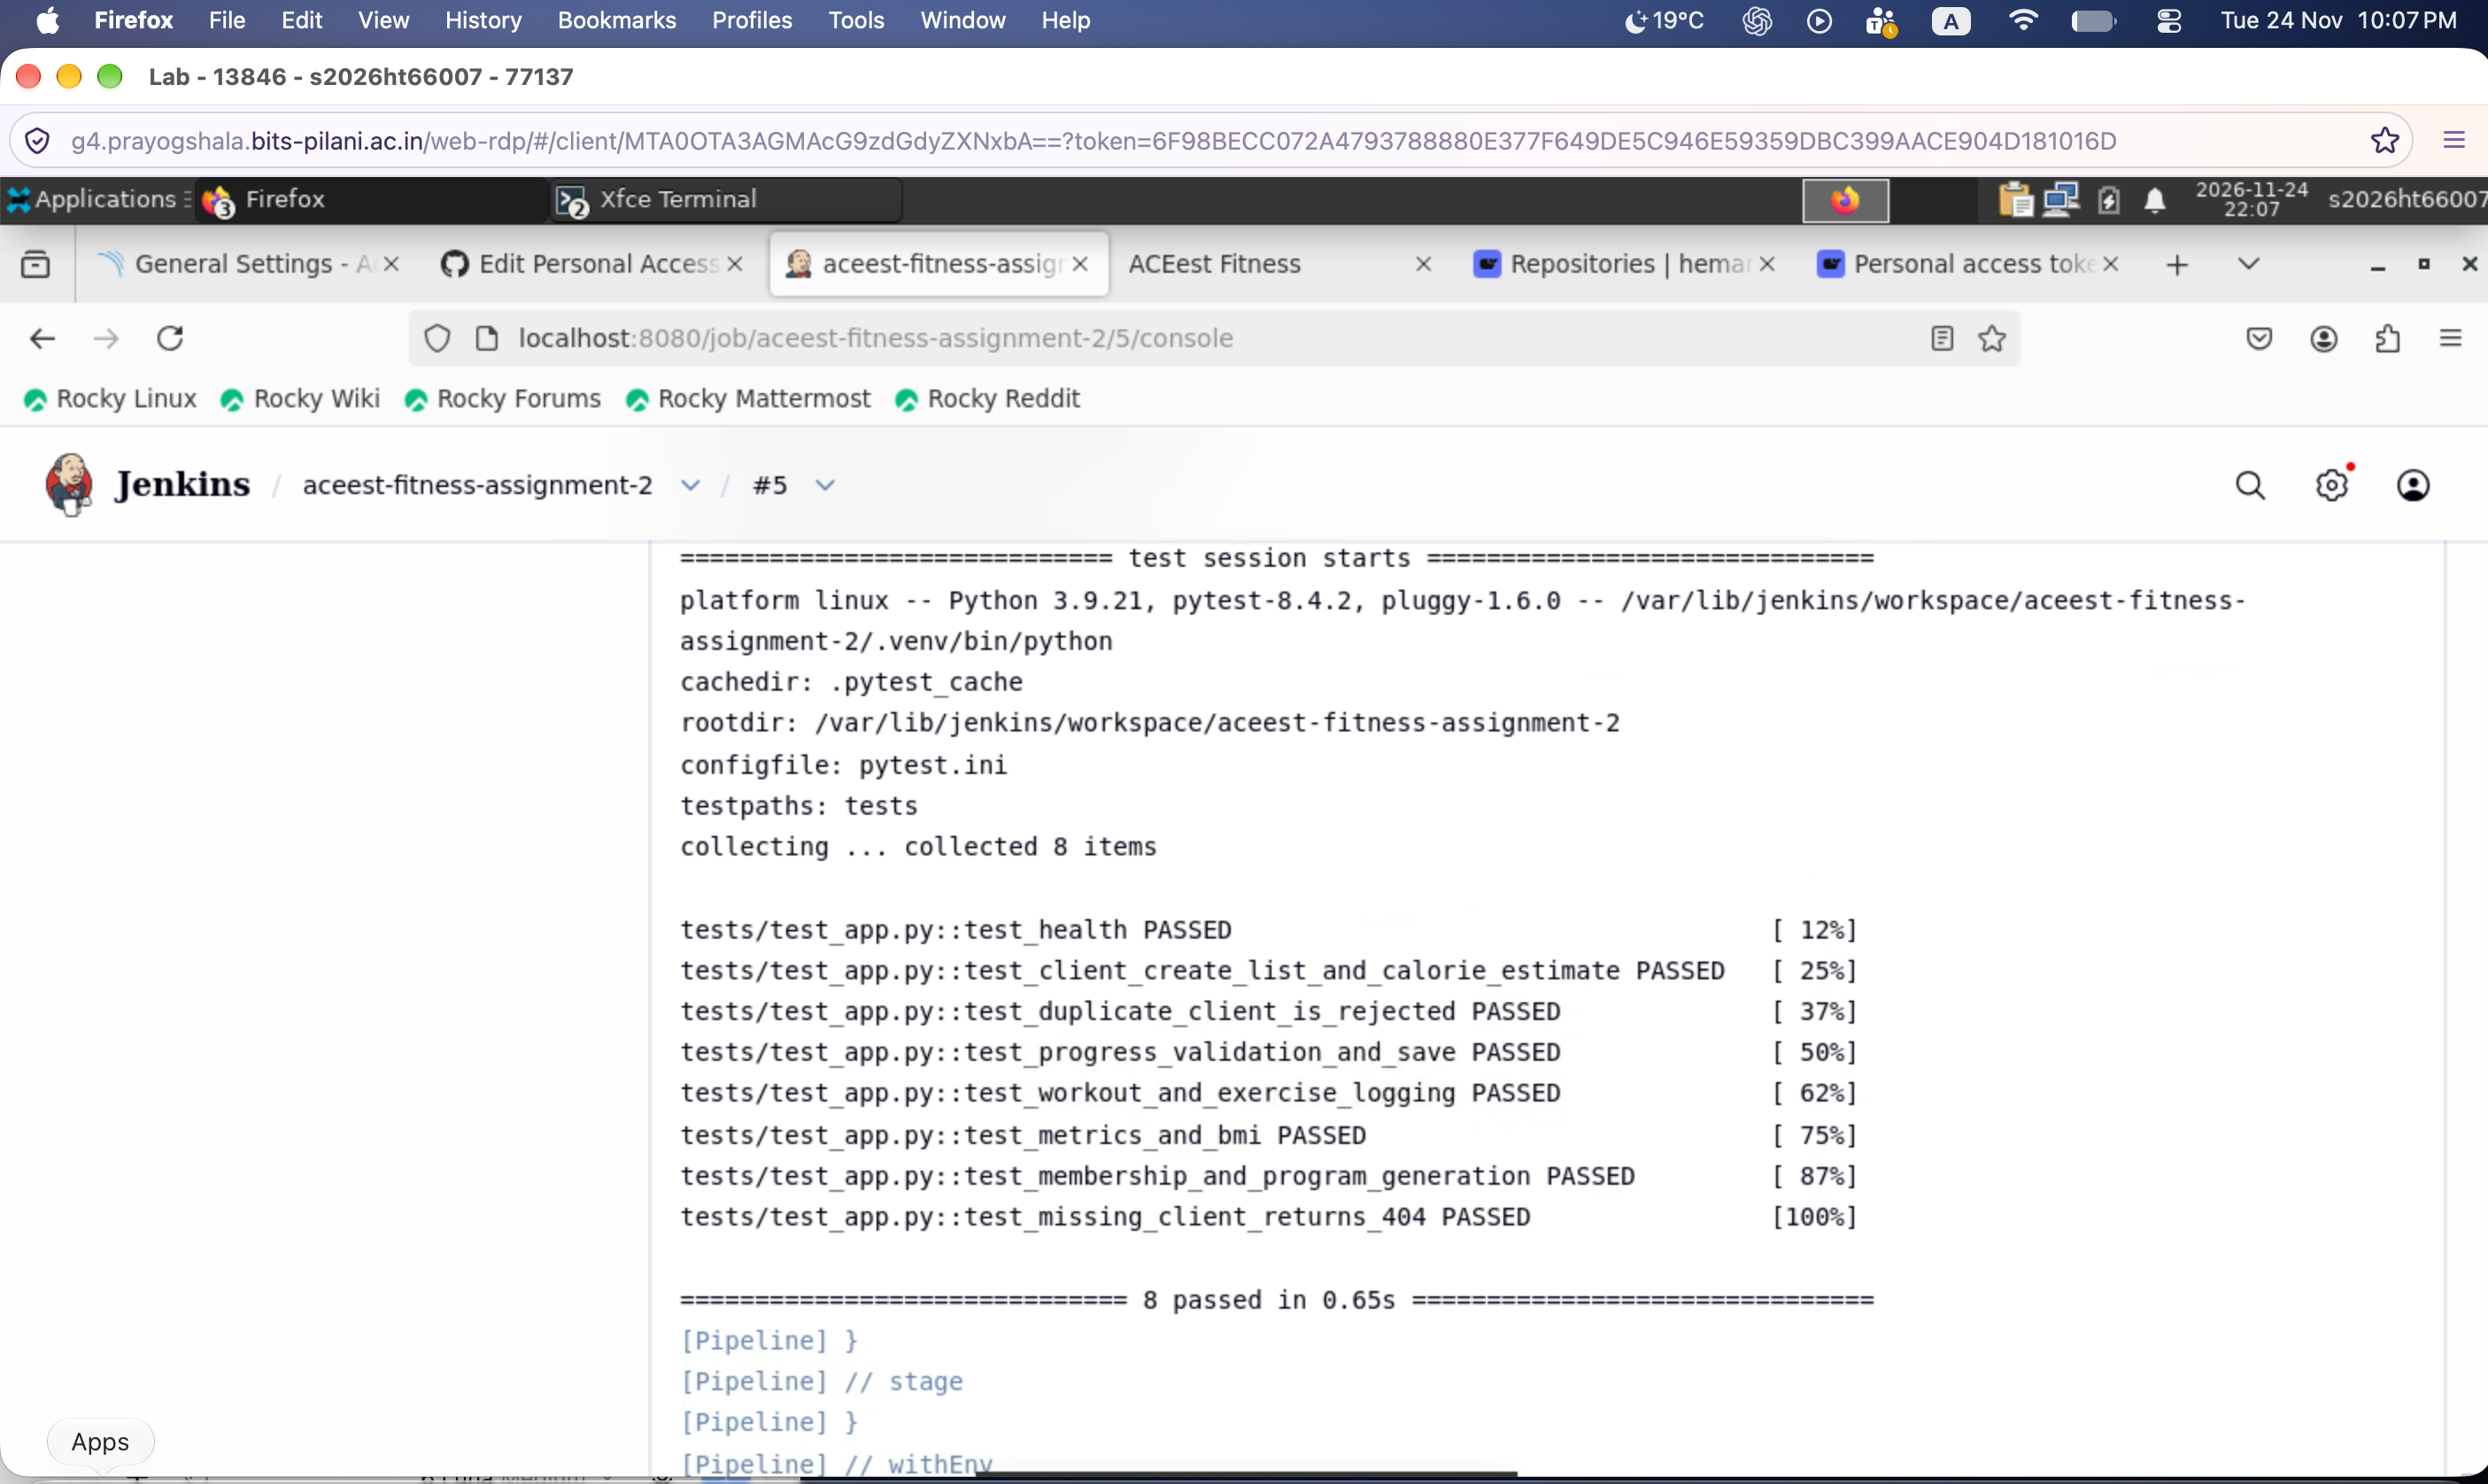 Firefox File Edit View History Bookmarks Profiles Tools Window Help 19°C A Tue 24 Nov 10:07 PM
Lab - 13846 - s2026ht66007 - 77137
g4.prayogshala.bits-pilani.ac.in/web-rdp/#/client/MTA0OTA3AGMAcG9zdGdyZXNxbA==?token=6F98BECC072A4793788880E377F649DE5C946E59359DBC399AACE904D181016D
Applications Firefox 3 Xfce Terminal 2 2026-11-24 22:07 s2026ht66007
General Settings - A Edit Personal Access aceest-fitness-assigr ACEest Fitness Repositories | hemar Personal access toke
localhost:8080/job/aceest-fitness-assignment-2/5/console
Rocky Linux Rocky Wiki Rocky Forums Rocky Mattermost Rocky Reddit
Jenkins / aceest-fitness-assignment-2 / #5
============================= test session starts ==============================
platform linux -- Python 3.9.21, pytest-8.4.2, pluggy-1.6.0 -- /var/lib/jenkins/workspace/aceest-fitness-
assignment-2/.venv/bin/python
cachedir: .pytest_cache
rootdir: /var/lib/jenkins/workspace/aceest-fitness-assignment-2
configfile: pytest.ini
testpaths: tests
collecting ... collected 8 items
tests/test_app.py::test_health PASSED [ 12%]
tests/test_app.py::test_client_create_list_and_calorie_estimate PASSED [ 25%]
tests/test_app.py::test_duplicate_client_is_rejected PASSED [ 37%]
tests/test_app.py::test_progress_validation_and_save PASSED [ 50%]
tests/test_app.py::test_workout_and_exercise_logging PASSED [ 62%]
tests/test_app.py::test_metrics_and_bmi PASSED [ 75%]
tests/test_app.py::test_membership_and_program_generation PASSED [ 87%]
tests/test_app.py::test_missing_client_returns_404 PASSED [100%]
============================== 8 passed in 0.65s ===============================
[Pipeline] }
[Pipeline] // stage
[Pipeline] }
[Pipeline] // withEnv
Apps